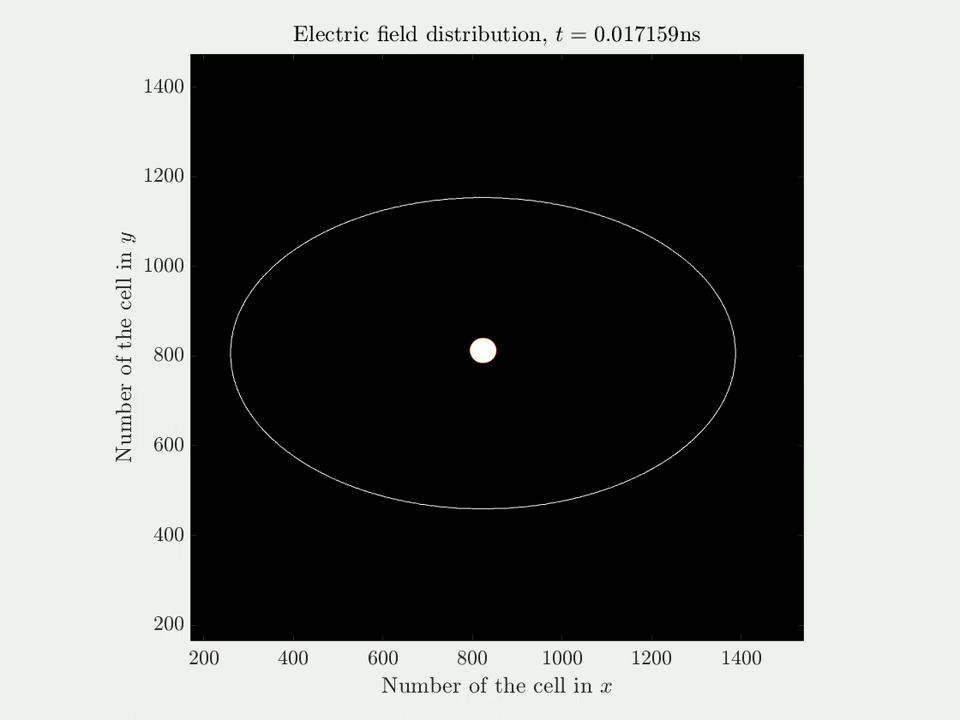 Electric field distribution, t = 0.017159ns
1400
1200
1000
800
600
400
200
Number of the cell in y
200 400 600 800 1000 1200 1400
Number of the cell in x